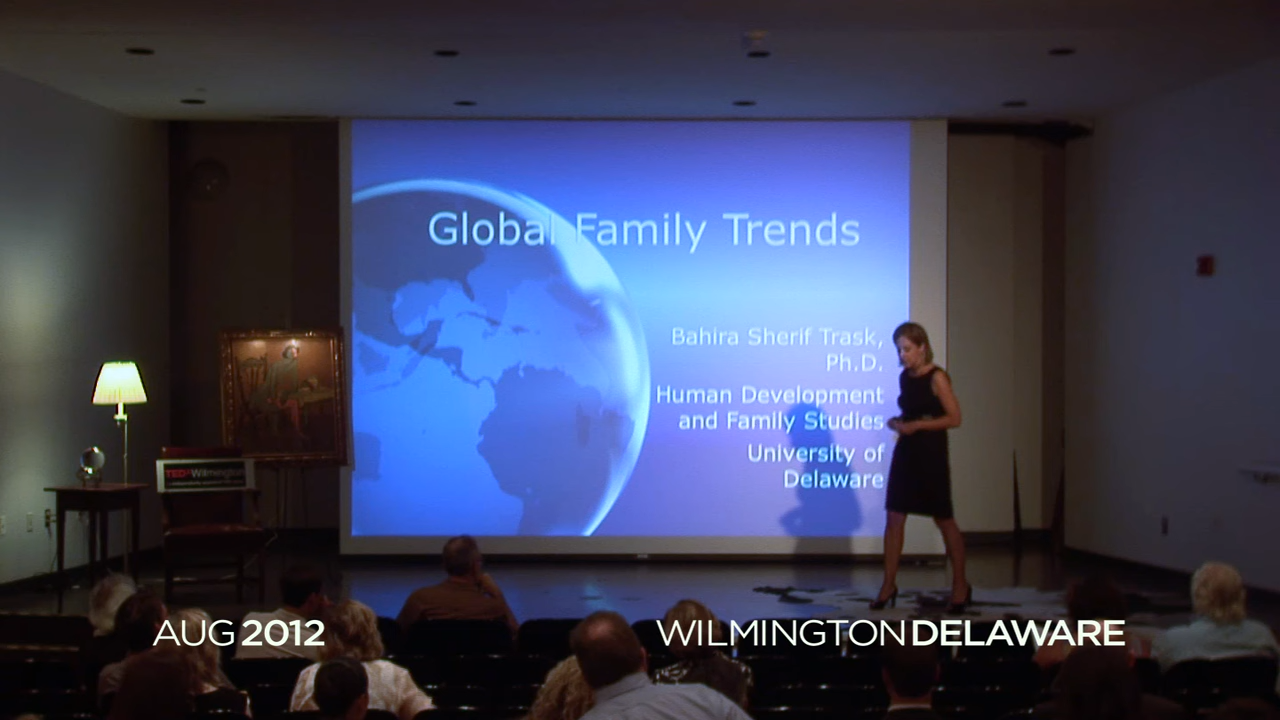 Global Family Trends
Bahira Sherif Trask,
Ph.D.
Human Development
and Family Studies
University of
Delaware
TEDxWilmington
AUG 2012
WILMINGTON DELAWARE